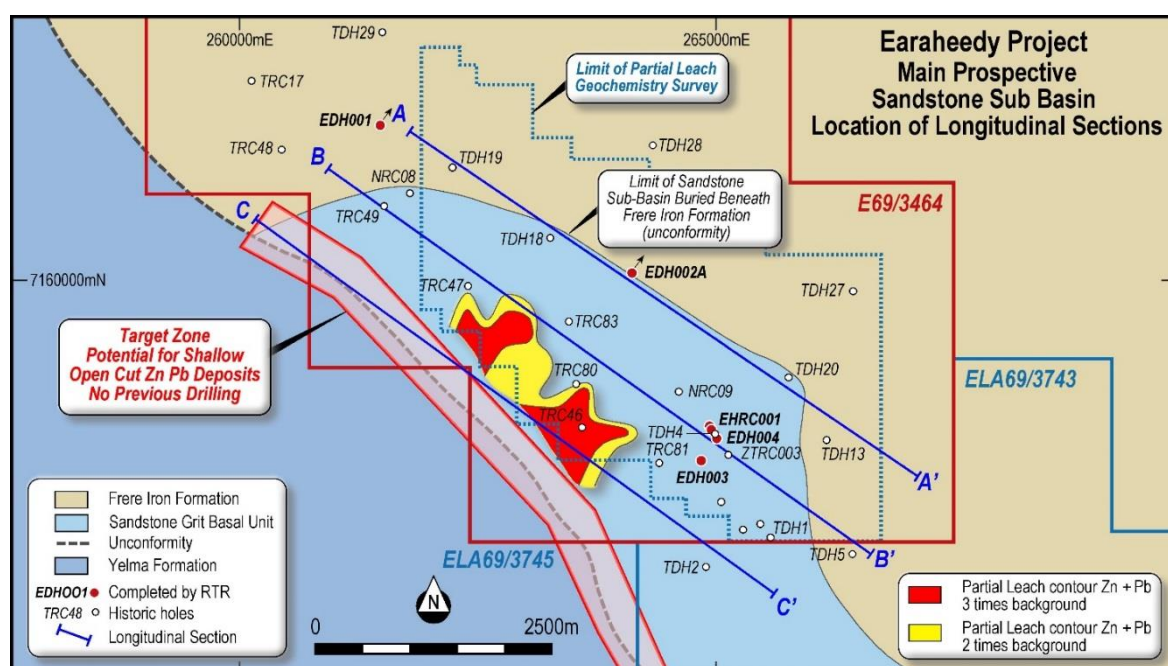 260000mE
265000mE
7160000mN
Earaheedy Project
Main Prospective
Sandstone Sub Basin
Location of Longitudinal Sections
TDH29
TRC17
Limit of Partial Leach
Geochemistry Survey
EDH001
A
TRC48
TDH28
B
TDH19
NRC08
Limit of Sandstone
Sub-Basin Buried Beneath
Frere Iron Formation
(unconformity)
E69/3464
C
TRC49
TDH18
EDH002A
TRC47
TDH27
TRC83
Target Zone
Potential for Shallow
Open Cut Zn Pb Deposits
No Previous Drilling
TRC80
TDH20
ELA69/3743
NRC09
TRC46
EHRC001
TDH4
EDH004
TRC81
ZTRC003
TDH13
EDH003
A'
TDH1
TDH5
B'
ELA69/3745
TDH2
C'
Frere Iron Formation
Sandstone Grit Basal Unit
Unconformity
Yelma Formation
EDHOO1 Completed by RTR
TRC48 Historic holes
Longitudinal Section
N
0 2500m
Partial Leach contour Zn + Pb
3 times background
Partial Leach contour Zn + Pb
2 times background